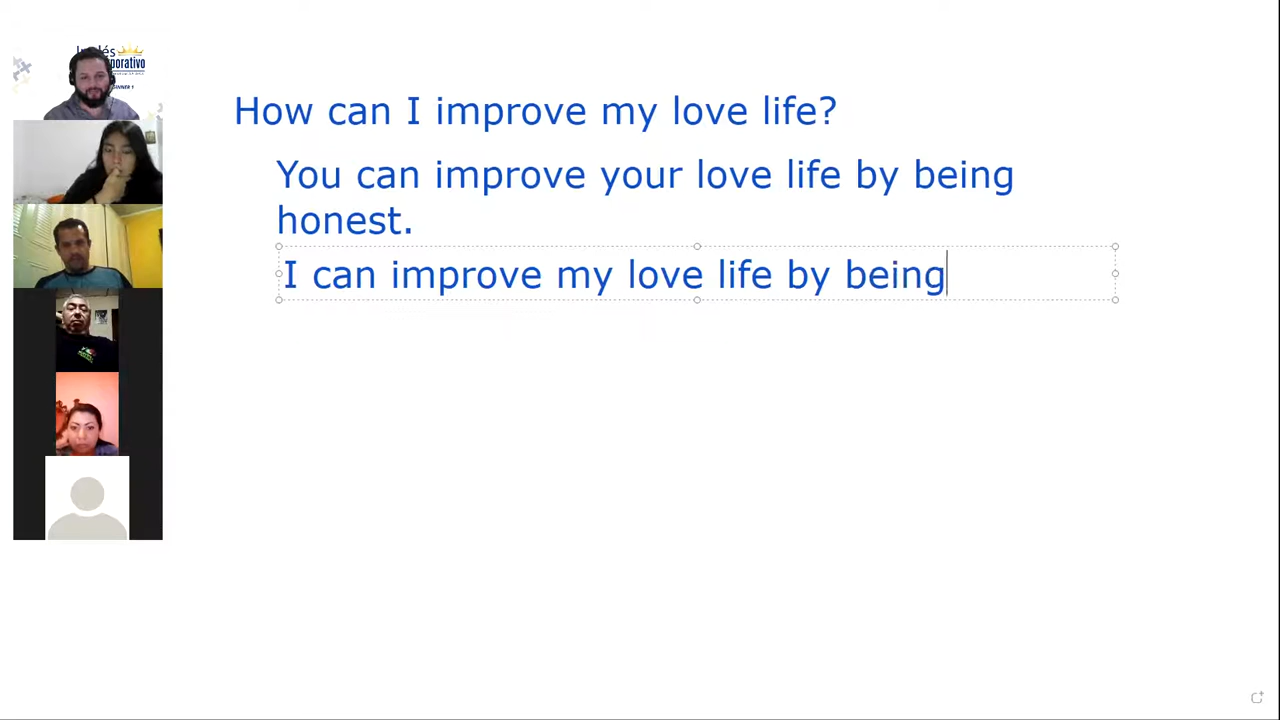 How can I improve my love life?
You can improve your love life by being
honest.
I can improve my love life by being